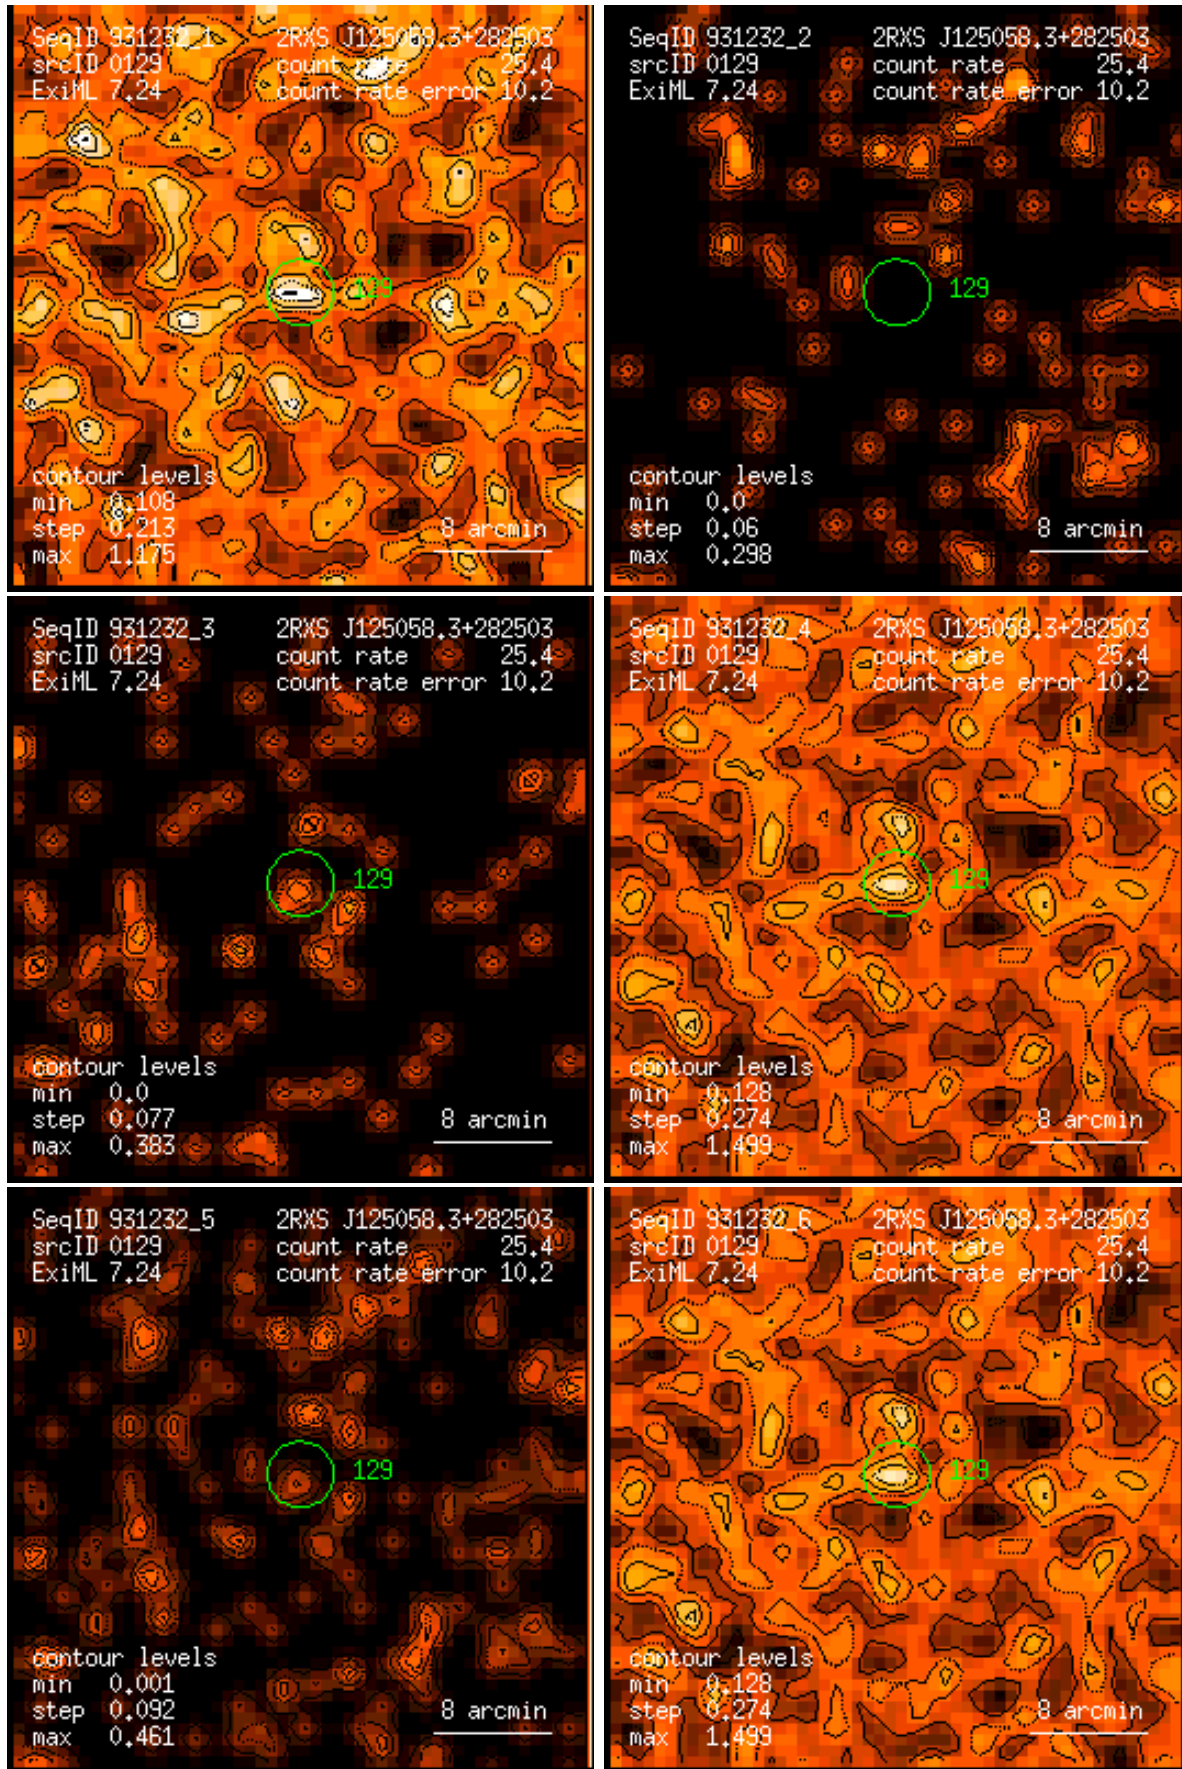 SeqID 931232_1 2RXS J125058.3+282503
srcID 0129 count rate 25.4
ExiML 7.24 count rate error 10.2
129
contour levels
min 0.108
step 0.213 8 arcmin
max 1.175
SeqID 931232_2 2RXS J125058.3+282503
srcID 0129 count rate 25.4
ExiML 7.24 count rate error 10.2
129
contour levels
min 0.0
step 0.06 8 arcmin
max 0.298
SeqID 931232_3 2RXS J125058.3+282503
srcID 0129 count rate 25.4
ExiML 7.24 count rate error 10.2
129
contour levels
min 0.0
step 0.077 8 arcmin
max 0.383
SeqID 931232_4 2RXS J125058.3+282503
srcID 0129 count rate 25.4
ExiML 7.24 count rate error 10.2
129
contour levels
min 0.128
step 0.274 8 arcmin
max 1.499
SeqID 931232_5 2RXS J125058.3+282503
srcID 0129 count rate 25.4
ExiML 7.24 count rate error 10.2
129
contour levels
min 0.001
step 0.092 8 arcmin
max 0.461
SeqID 931232_6 2RXS J125058.3+282503
srcID 0129 count rate 25.4
ExiML 7.24 count rate error 10.2
129
contour levels
min 0.128
step 0.274 8 arcmin
max 1.499